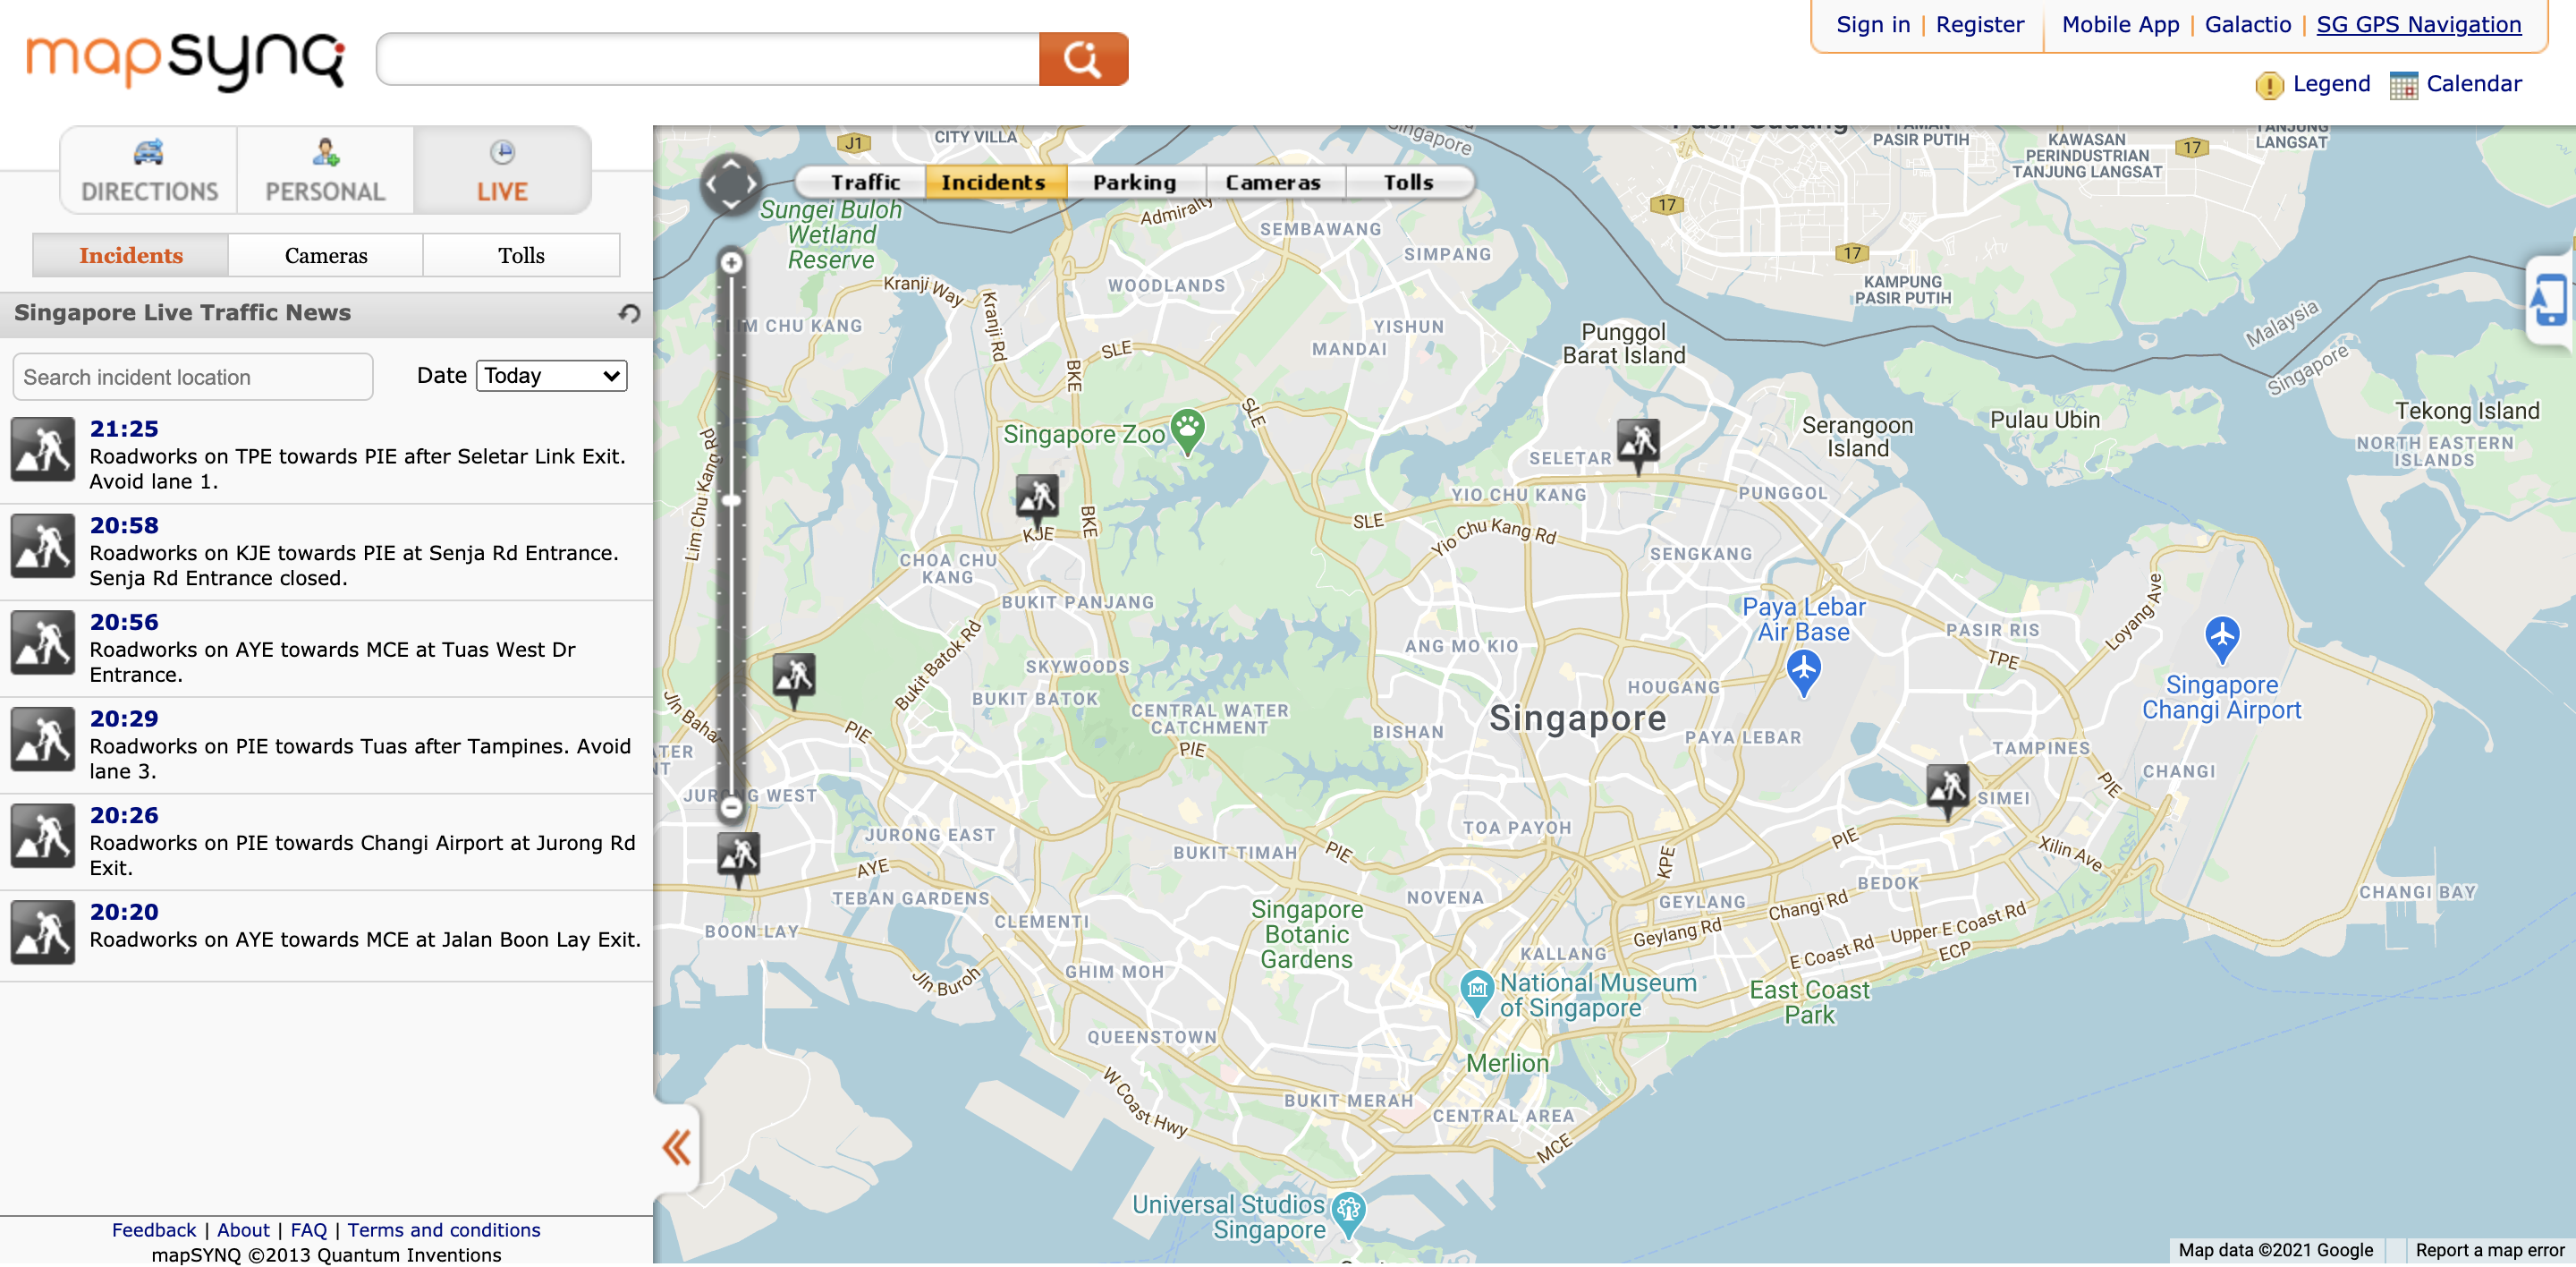 mapsynq
Sign in | Register
Mobile App | Galactio | SG GPS Navigation
Legend
Calendar
DIRECTIONS
PERSONAL
LIVE
Incidents
Cameras
Tolls
Singapore Live Traffic News
Search incident location
Date
Today
21:25
Roadworks on TPE towards PIE after Seletar Link Exit.
Avoid lane 1.
20:58
Roadworks on KJE towards PIE at Senja Rd Entrance.
Senja Rd Entrance closed.
20:56
Roadworks on AYE towards MCE at Tuas West Dr
Entrance.
20:29
Roadworks on PIE towards Tuas after Tampines. Avoid
lane 3.
20:26
Roadworks on PIE towards Changi Airport at Jurong Rd
Exit.
20:20
Roadworks on AYE towards MCE at Jalan Boon Lay Exit.
Feedback | About | FAQ | Terms and conditions
mapSYNQ ©2013 Quantum Inventions
Traffic
Incidents
Parking
Cameras
Tolls
J1
CITY VILLA
Singapore
PASIR PUTIH
KAWASAN
PERINDUSTRIAN
TANJUNG LANGSAT
17
TANJUNG
LANGSAT
17
17
KAMPUNG
PASIR PUTIH
Sungei Buloh
Wetland
Reserve
Admiralty
SEMBAWANG
SIMPANG
WOODLANDS
Kranji Way
Kranji Rd
LIM CHU KANG
YISHUN
MANDAI
SLE
BKE
Punggol
Barat Island
Malaysia
Singapore
Singapore Zoo
SLE
Lim Chu Kang Rd
SELETAR
Serangoon
Island
Pulau Ubin
Tekong Island
NORTH EASTERN
ISLANDS
YIO CHU KANG
PUNGGOL
KJE
BKE
SLE
Yio Chu Kang Rd
SENGKANG
CHOA CHU
KANG
BUKIT PANJANG
Paya Lebar
Air Base
PASIR RIS
Loyang Ave
TPE
Singapore
Changi Airport
ANG MO KIO
SKYWOODS
Bukit Batok Rd
BUKIT BATOK
HOUGANG
Jln Bahar
PIE
CENTRAL WATER
CATCHMENT
PIE
BISHAN
Singapore
PAYA LEBAR
TAMPINES
CHANGI
PIE
SIMEI
JURONG WEST
JURONG EAST
BUKIT TIMAH
PIE
TOA PAYOH
KPE
PIE
Xilin Ave
AYE
TEBAN GARDENS
BOON LAY
CLEMENTI
NOVENA
GEYLANG
Changi Rd
BEDOK
CHANGI BAY
Singapore
Botanic
Gardens
Geylang Rd
Upper E Coast Rd
E Coast Rd
ECP
KALLANG
Jln Buroh
GHIM MOH
National Museum
of Singapore
East Coast
Park
QUEENSTOWN
Merlion
W Coast Hwy
BUKIT MERAH
CENTRAL AREA
MCE
Universal Studios
Singapore
Map data ©2021 Google
Report a map error